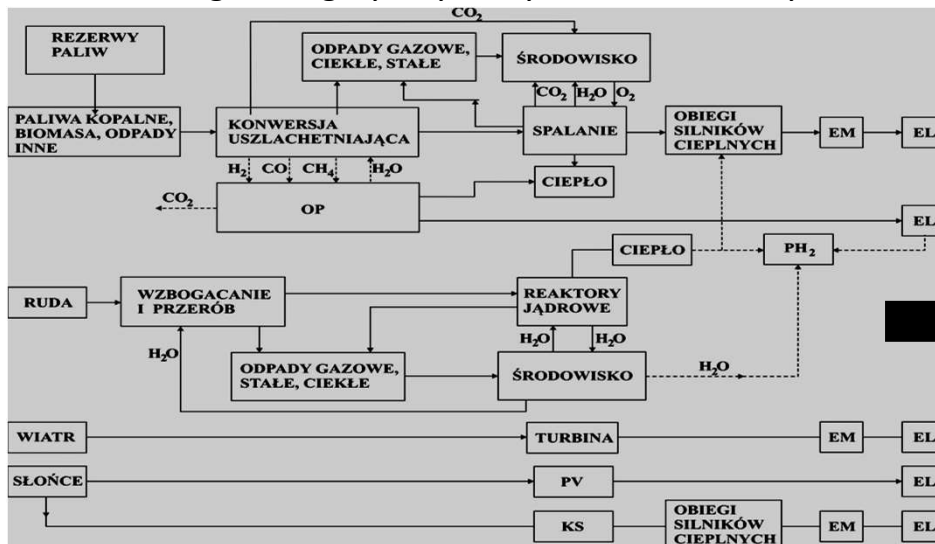 CO2
REZERWY
PALIW
ODPADY GAZOWE,
CIEKŁE, STAŁE
ŚRODOWISKO
CO2 H2O O2
PALIWA KOPALNE,
BIOMASA, ODPADY
INNE
KONWERSJA
USZLACHETNIAJĄCA
SPALANIE
OBIEGI
SILNIKÓW
CIEPLNYCH
EM
EL
H2 CO CH4 H2O
CIEPŁO
CO2
OP
EL
CIEPŁO
PH2
RUDA
WZBOGACANIE
I PRZERÓB
REAKTORY
JĄDROWE
H2O
H2O H2O
ODPADY GAZOWE,
STAŁE, CIEKŁE
ŚRODOWISKO
H2O
WIATR
TURBINA
EM
EL
SŁOŃCE
PV
EL
KS
OBIEGI
SILNIKÓW
CIEPLNYCH
EM
EL